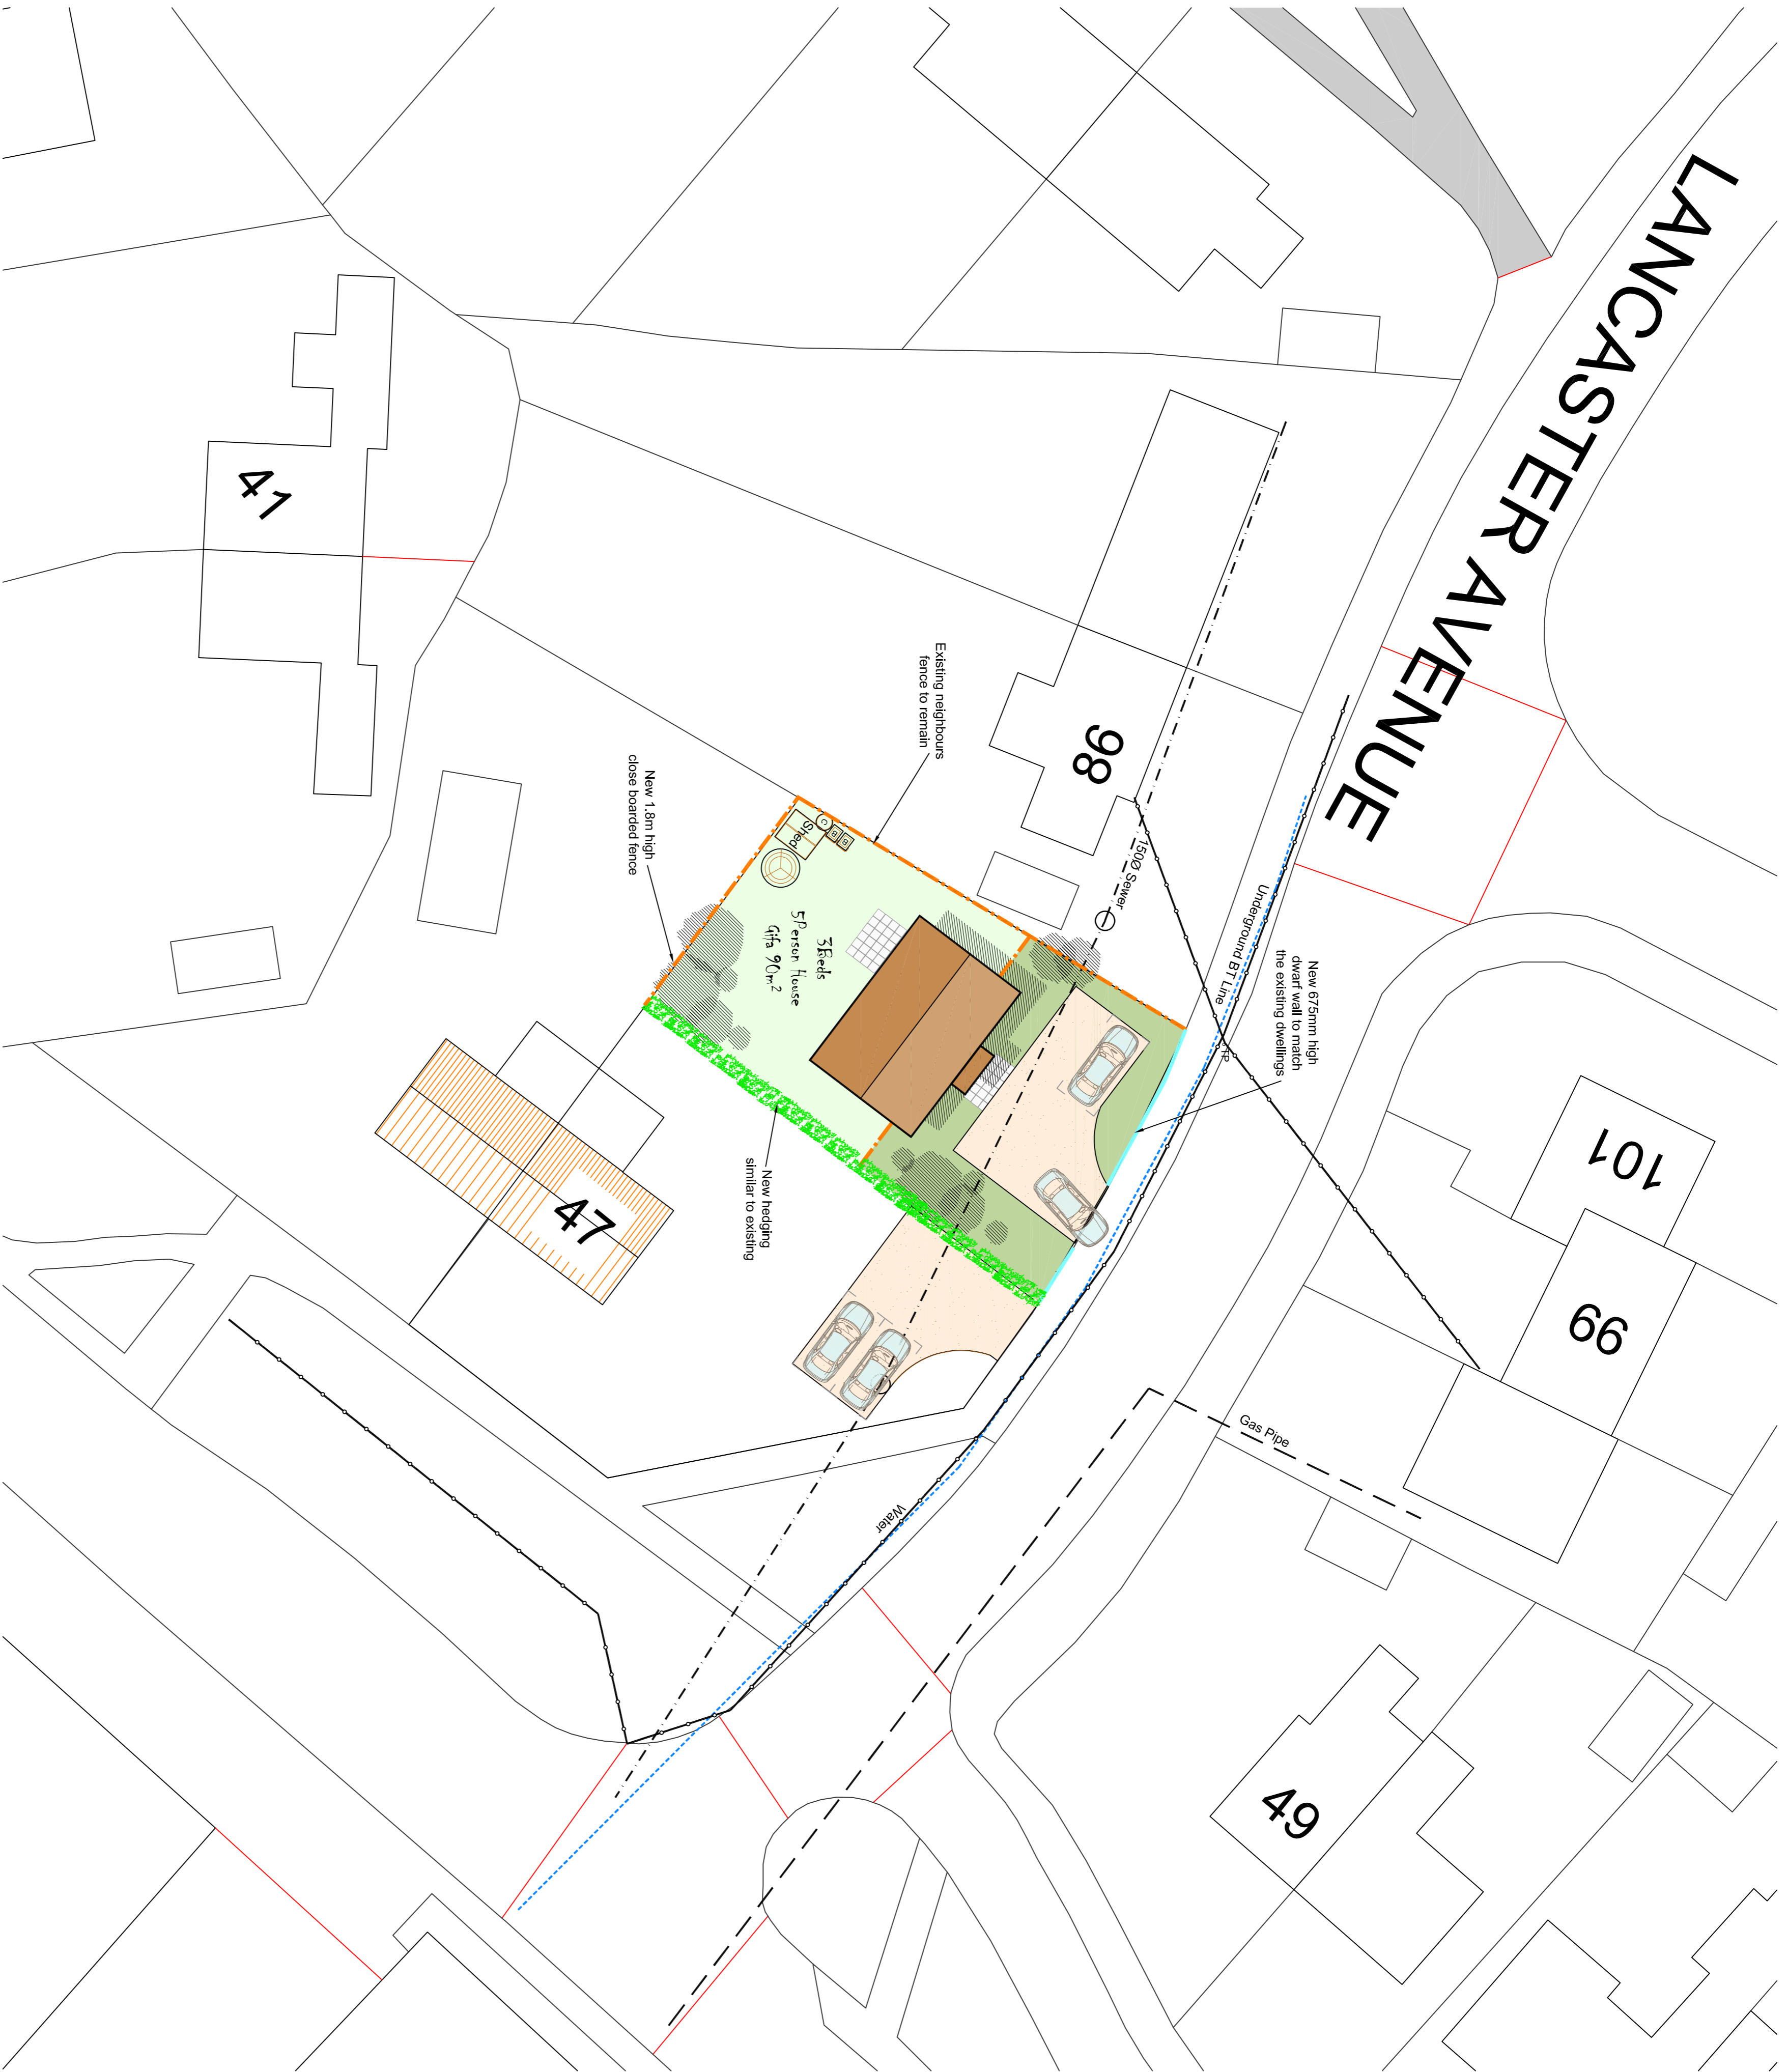 LANCASTER AVENUE
41
98
101
99
47
49
Existing neighbours
fence to remain
New 1.8m high
close boarded fence
150Ø Sewer
Underground BT Line
New 675mm high
dwarf wall to match
the existing dwellings
TP
Shed
C
B
B
3Beds
5Person House
Gifa 90m²
New hedging
similar to existing
Gas Pipe
Water